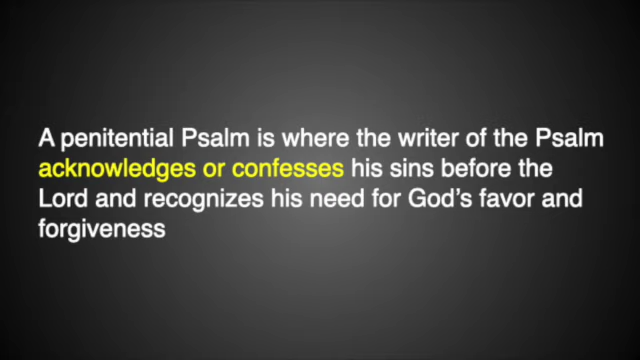 A penitential Psalm is where the writer of the Psalm
acknowledges or confesses his sins before the
Lord and recognizes his need for God's favor and
forgiveness